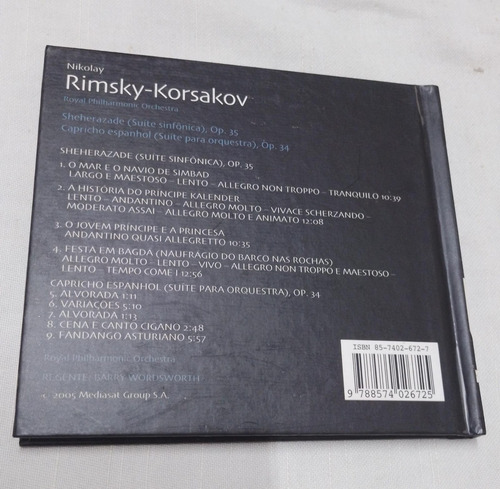 Nikolay
Rimsky-Korsakov
Royal Philharmonic Orchestra
Sheherazade (Suite sinfônica), Op. 35
Capricho espanhol (Suite para orquestra), Op. 34
SHEHERAZADE (SUITE SINFÔNICA), OP. 35
1. O MAR E O NAVIO DE SIMBAD
LARGO E MAESTOSO – LENTO – ALLEGRO NON TROPPO – TRANQUILO 10:39
2. A HISTÓRIA DO PRÍNCIPE KALENDER
LENTO – ANDANTINO – ALLEGRO MOLTO – VIVACE SCHERZANDO –
MODERATO ASSAI – ALLEGRO MOLTO E ANIMATO 12:08
3. O JOVEM PRÍNCIPE E A PRINCESA
ANDANTINO QUASI ALLEGRETTO 10:35
4. FESTA EM BAGDA (NAUFRÁGIO DO BARCO NAS ROCHAS)
ALLEGRO MOLTO – LENTO – VIVO – ALLEGRO NON TROPPO E MAESTOSO –
LENTO – TEMPO COME I 12:56
CAPRICHO ESPANHOL (SUITE PARA ORQUESTRA), OP. 34
5. ALVORADA 1:11
6. VARIAÇÕES 5:10
7. ALVORADA 1:13
8. CENA E CANTO CIGANO 2:48
9. FANDANGO ASTURIANO 5:57
Royal Philharmonic Orchestra
REGENTE: BARRY WORDSWORTH
© 2005 Mediasat Group S.A.
ISBN 85-7402-672-7
9 788574 026725